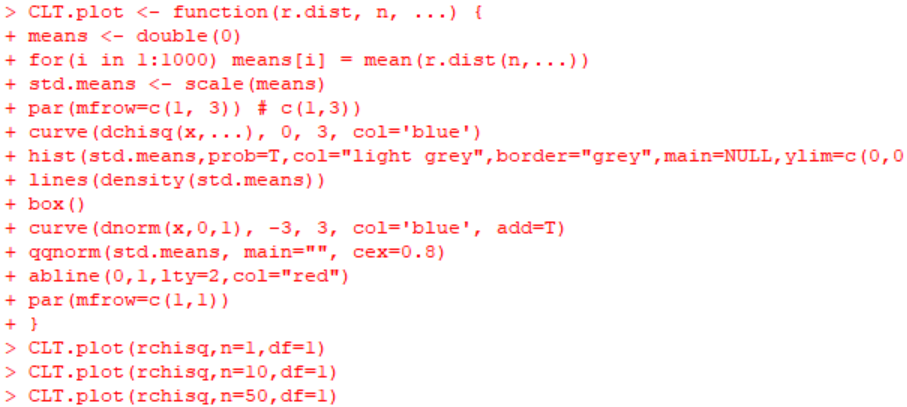 > CLT.plot <- function(r.dist, n, ...) {
+ means <- double(0)
+ for(i in 1:1000) means[i] = mean(r.dist(n,...))
+ std.means <- scale(means)
+ par(mfrow=c(1, 3)) # c(1,3))
+ curve(dchisq(x,...), 0, 3, col='blue')
+ hist(std.means,prob=T,col="light grey",border="grey",main=NULL,ylim=c(0,0
+ lines(density(std.means))
+ box()
+ curve(dnorm(x,0,1), -3, 3, col='blue', add=T)
+ qqnorm(std.means, main="", cex=0.8)
+ abline(0,1,lty=2,col="red")
+ par(mfrow=c(1,1))
+ }
> CLT.plot(rchisq,n=1,df=1)
> CLT.plot(rchisq,n=10,df=1)
> CLT.plot(rchisq,n=50,df=1)